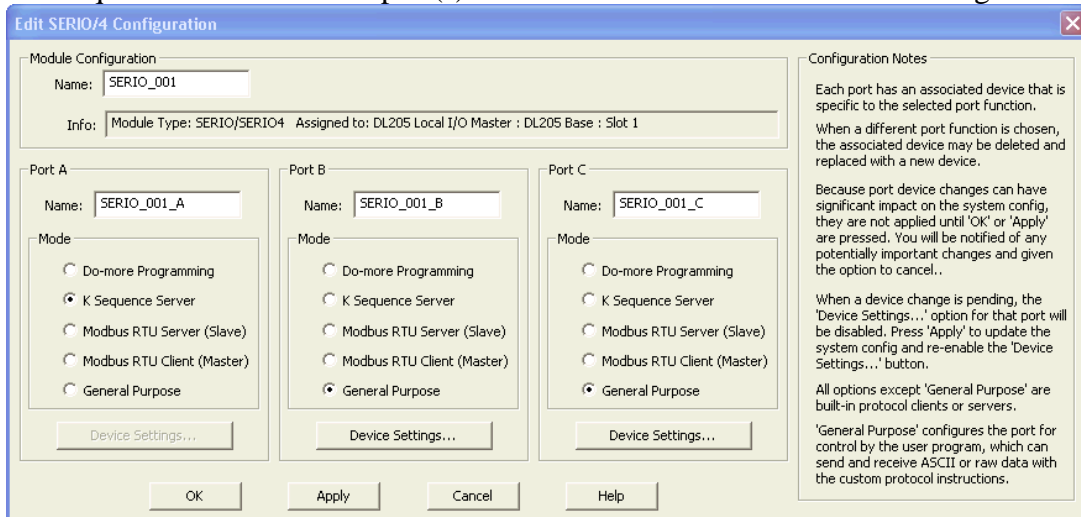 Edit SERIO/4 Configuration
Module Configuration
Name: SERIO_001
Info: Module Type: SERIO/SERIO4 Assigned to: DL205 Local I/O Master : DL205 Base : Slot 1
Port A
Name: SERIO_001_A
Mode
Do-more Programming
K Sequence Server
Modbus RTU Server (Slave)
Modbus RTU Client (Master)
General Purpose
Device Settings...
Port B
Name: SERIO_001_B
Mode
Do-more Programming
K Sequence Server
Modbus RTU Server (Slave)
Modbus RTU Client (Master)
General Purpose
Device Settings...
Port C
Name: SERIO_001_C
Mode
Do-more Programming
K Sequence Server
Modbus RTU Server (Slave)
Modbus RTU Client (Master)
General Purpose
Device Settings...
OK
Apply
Cancel
Help
Configuration Notes
Each port has an associated device that is
specific to the selected port function.
When a different port function is chosen,
the associated device may be deleted and
replaced with a new device.
Because port device changes can have
significant impact on the system config,
they are not applied until 'OK' or 'Apply'
are pressed. You will be notified of any
potentially important changes and given
the option to cancel..
When a device change is pending, the
'Device Settings...' option for that port will
be disabled. Press 'Apply' to update the
system config and re-enable the 'Device
Settings...' button.
All options except 'General Purpose' are
built-in protocol clients or servers.
'General Purpose' configures the port for
control by the user program, which can
send and receive ASCII or raw data with
the custom protocol instructions.